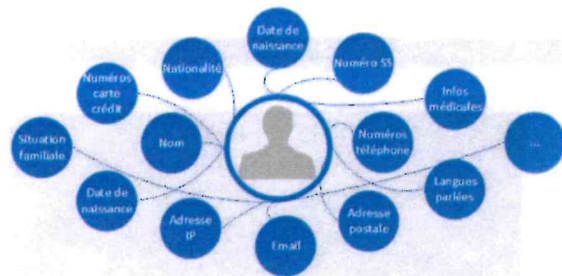 Date de
naissance
Nationalité
Numéro SS
Numéros
carte
crédit
Infos
médicales
Situation
familiale
Nom
Numéros
téléphone
...
Date de
naissance
Langues
parlées
Adresse
IP
Adresse
postale
Email